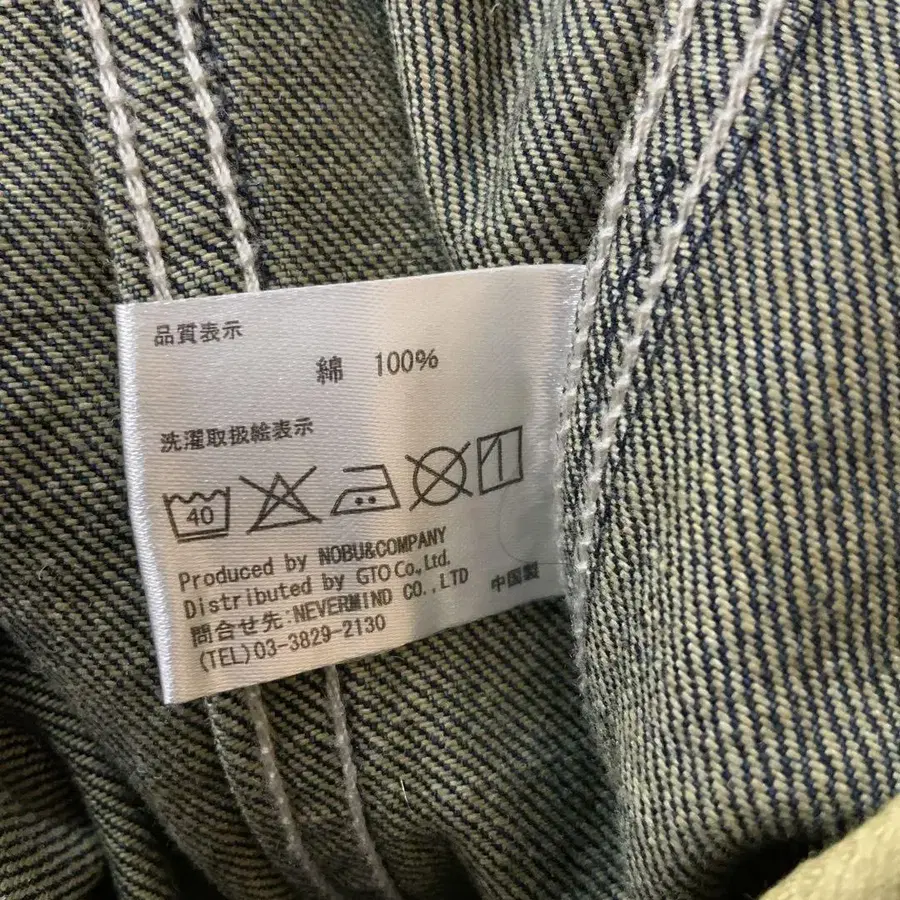 品質表示
綿 100%
洗濯取扱絵表示
40
Produced by NOBU&COMPANY
Distributed by GTO Co.,Ltd.
問合せ先:NEVERMIND CO.,LTD
(TEL)03-3829-2130
中国製